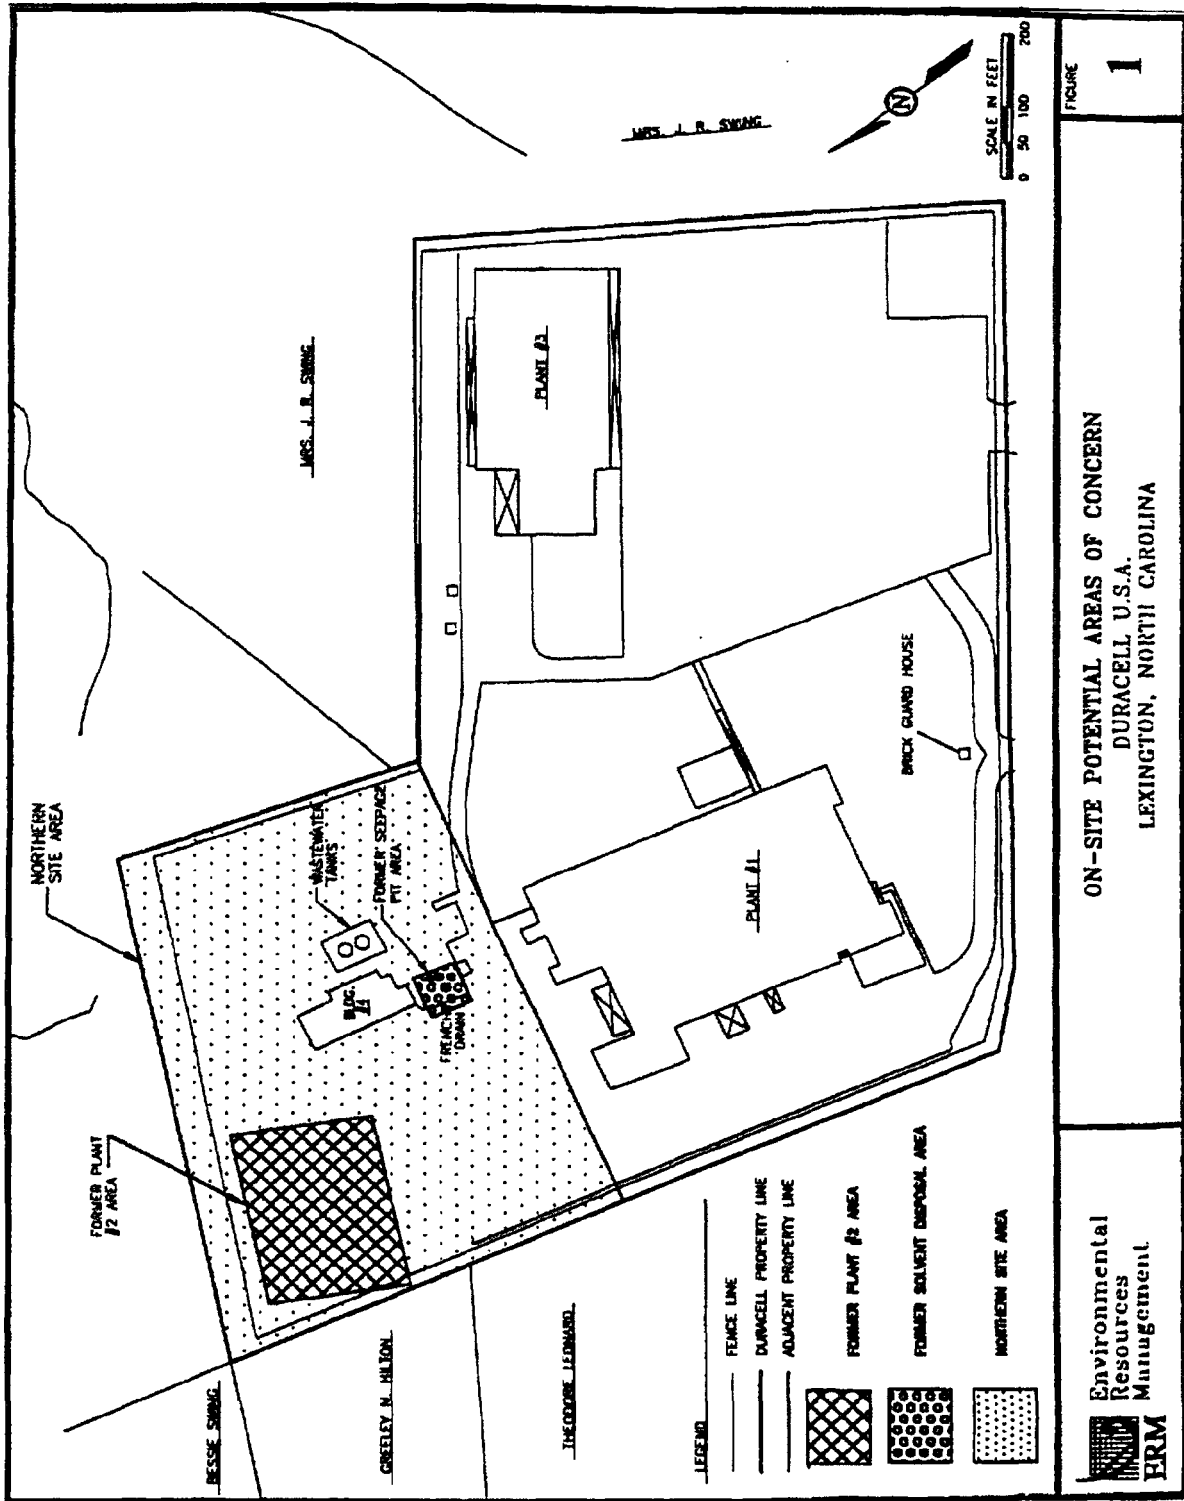 NORTHERN
SITE AREA
FORMER PLANT
#2 AREA
WASTEWATER
TANKS
FORMER SEEPAGE
PIT AREA
BLDG.
#4
FRENCH
DRAIN
MRS. J. R. SWING
MRS. J. R. SWING
BESSIE SWING
GREELEY N. HILTON
THEODORE LEONARD
PLANT #3
PLANT #1
BRICK GUARD HOUSE
N
SCALE IN FEET
0 50 100 200
LEGEND
FENCE LINE
DURACELL PROPERTY LINE
ADJACENT PROPERTY LINE
FORMER PLANT #2 AREA
FORMER SOLVENT DISPOSAL AREA
NORTHERN SITE AREA
Environmental
Resources
Management
ERM
ON-SITE POTENTIAL AREAS OF CONCERN
DURACELL U.S.A.
LEXINGTON, NORTH CAROLINA
FIGURE
1